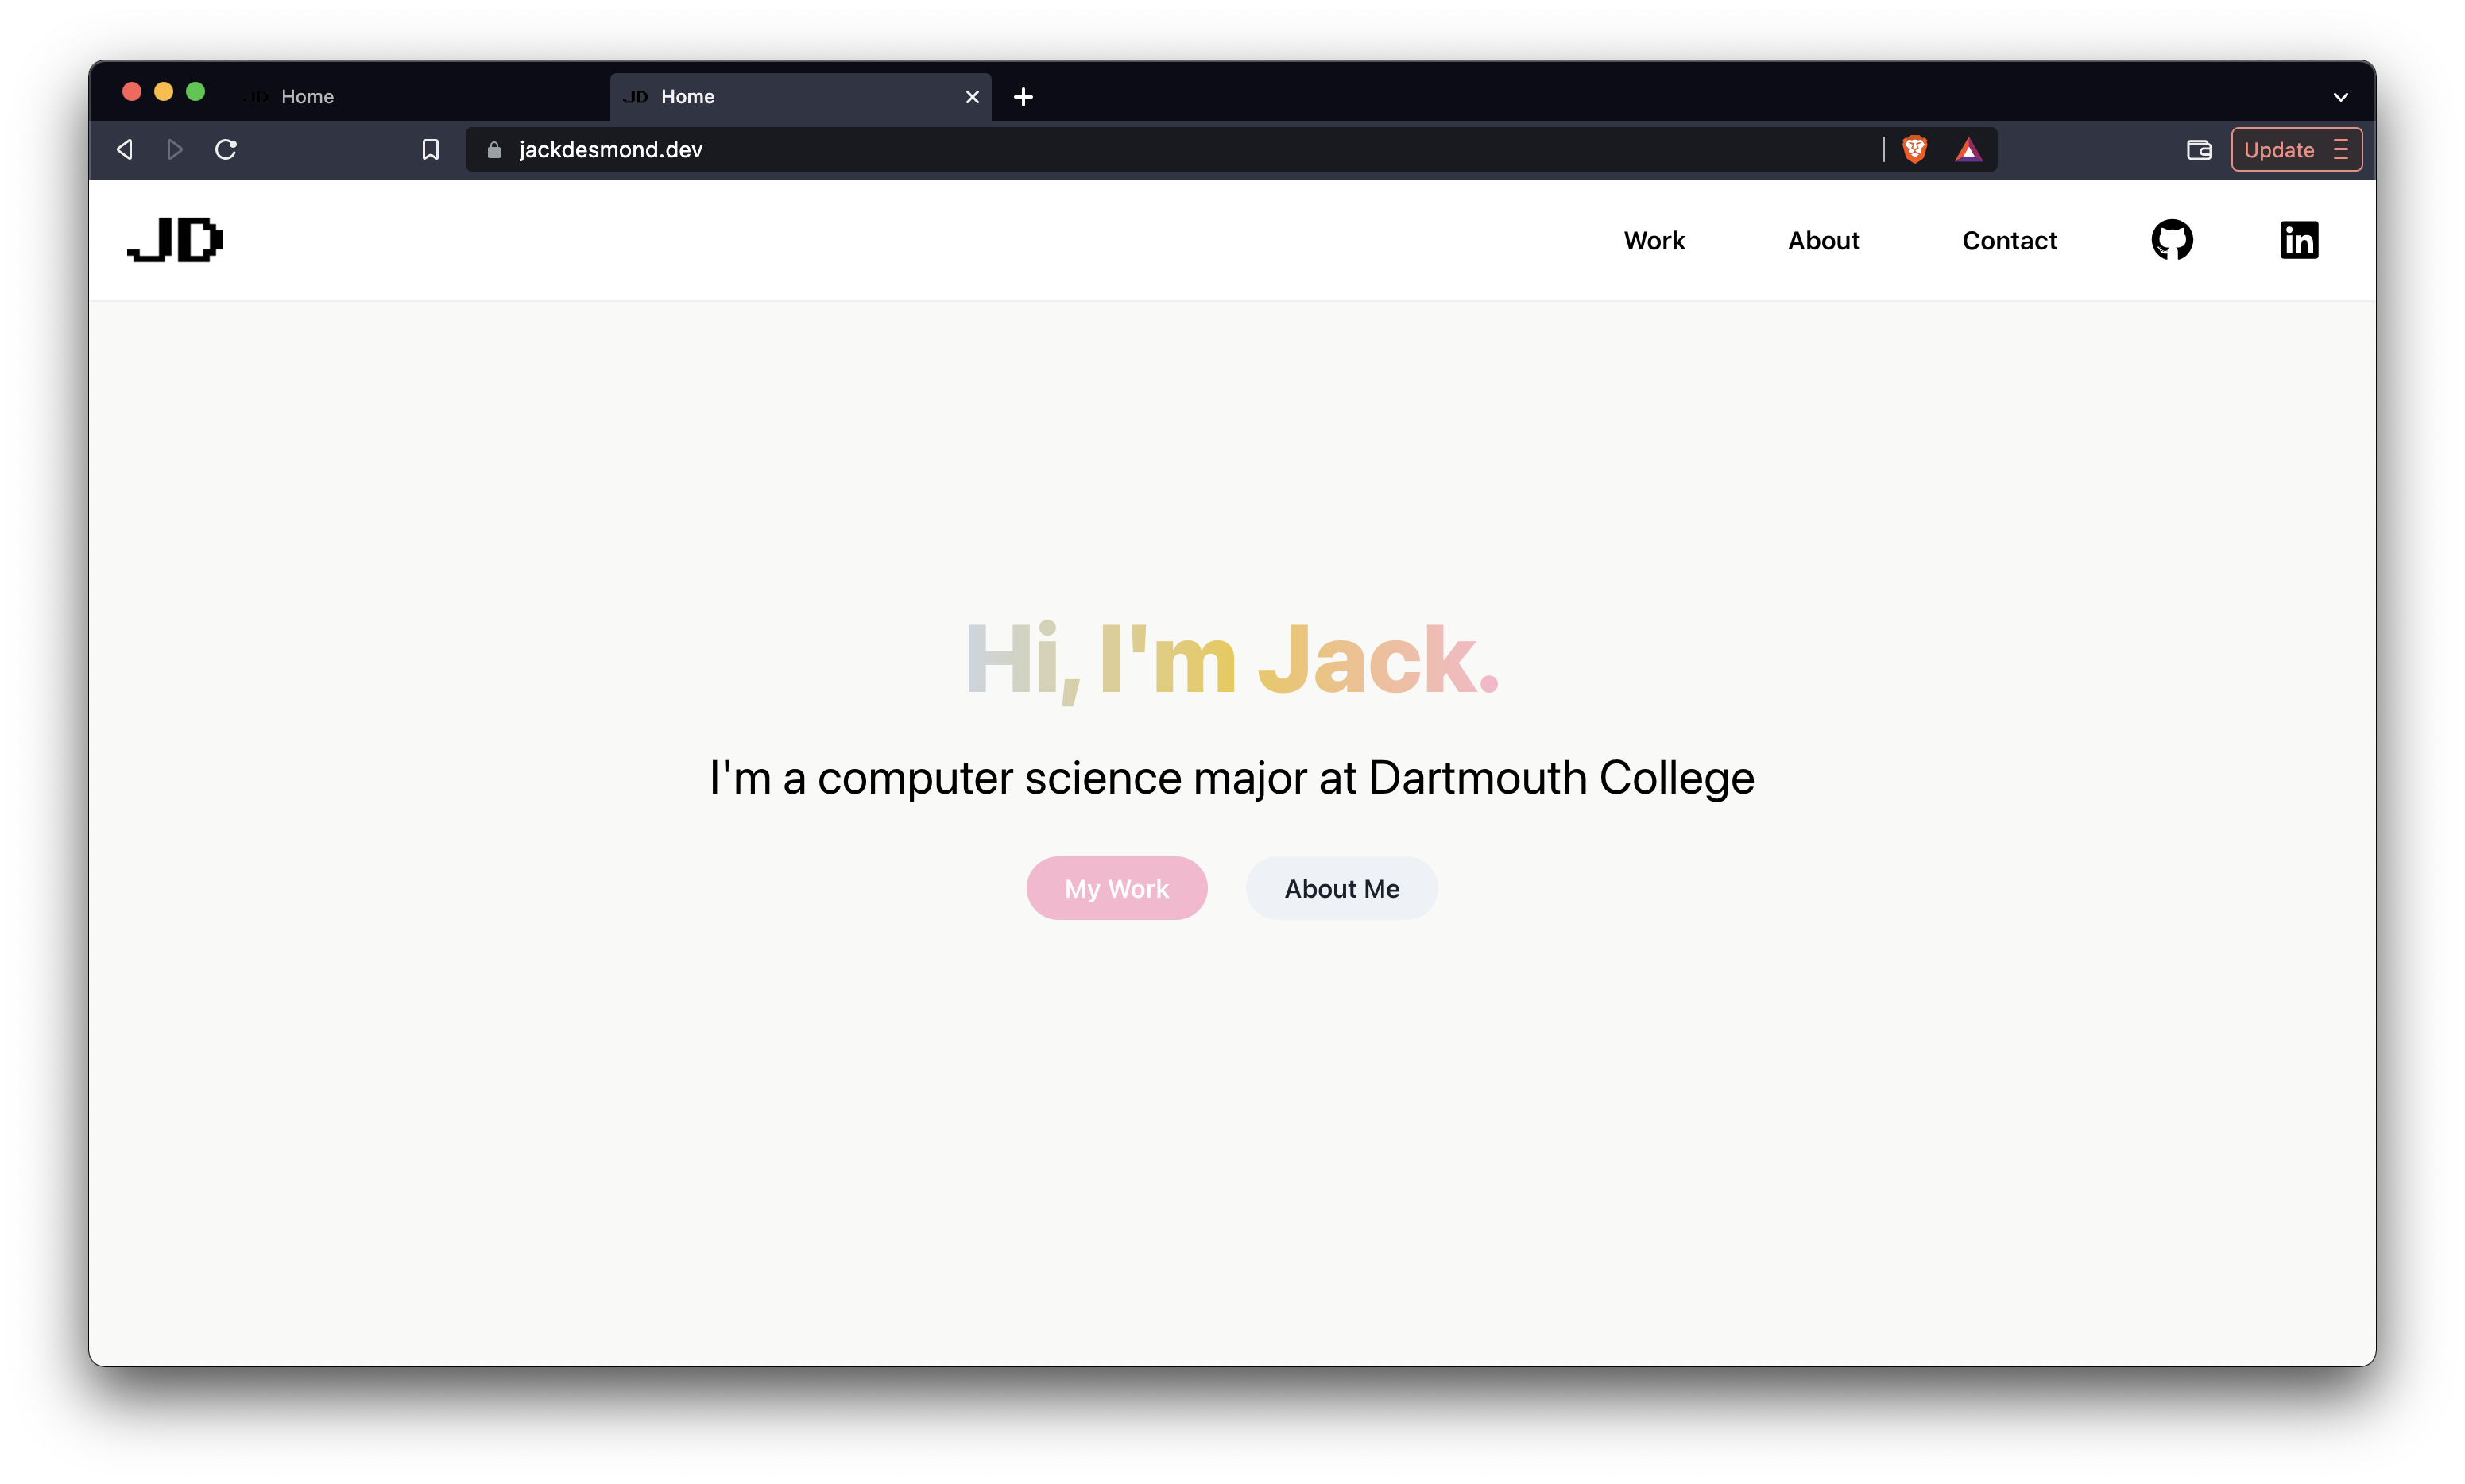 JD Home
JD Home
jackdesmond.dev
Update
JD
Work About Contact in
Hi, I'm Jack.
I'm a computer science major at Dartmouth College
My Work About Me